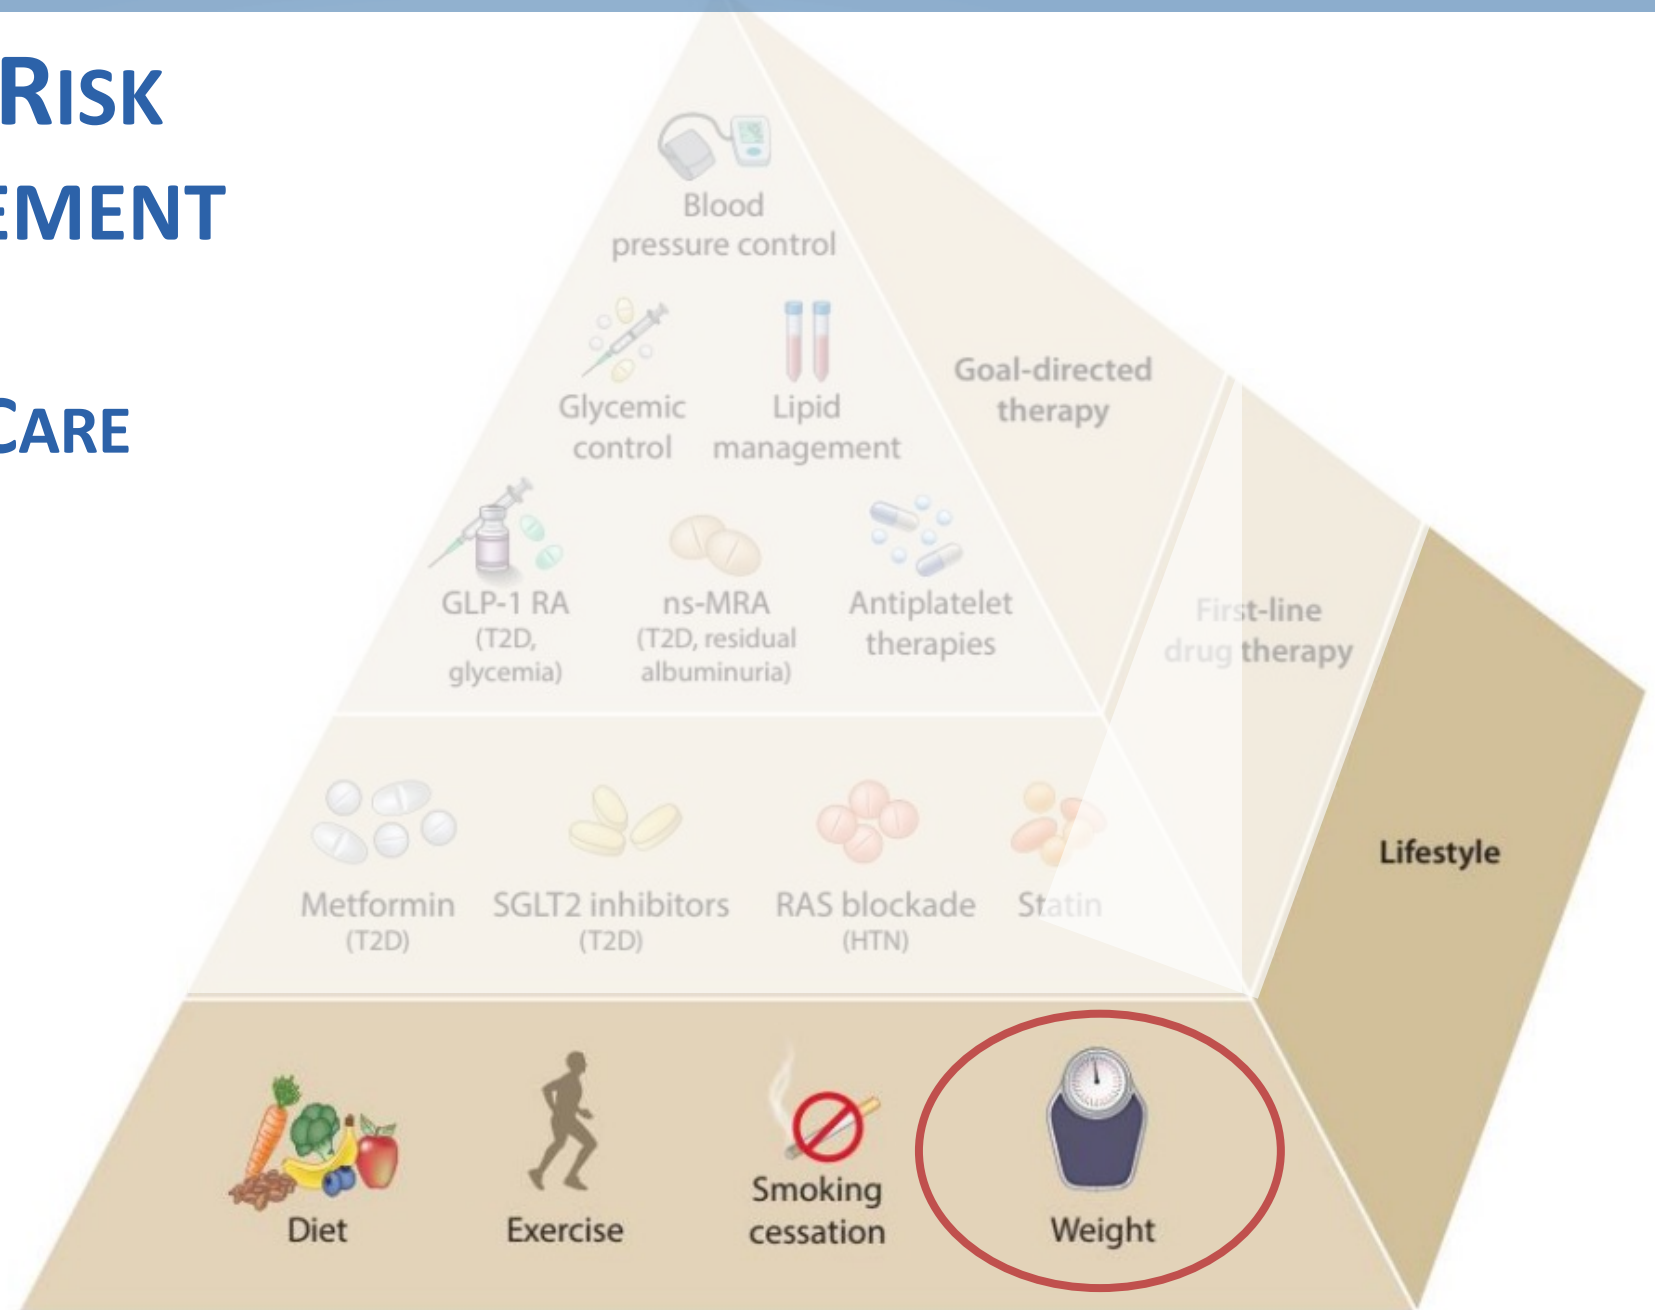 RISK
EMENT
CARE
Blood
pressure control
Glycemic
control
Lipid
management
GLP-1 RA
(T2D,
glycemia)
ns-MRA
(T2D, residual
albuminuria)
Antiplatelet
therapies
Goal-directed
therapy
First-line
drug therapy
Metformin
(T2D)
SGLT2 inhibitors
(T2D)
RAS blockade
(HTN)
Statin
Lifestyle
Diet
Exercise
Smoking
cessation
Weight